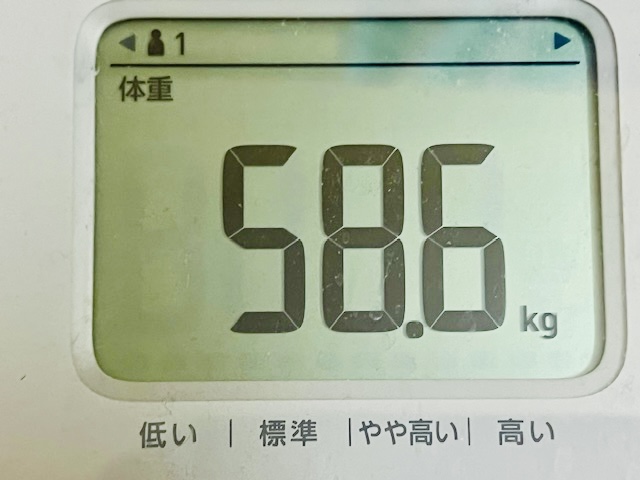 1
体重
58.6 kg
低い | 標準 | やや高い | 高い